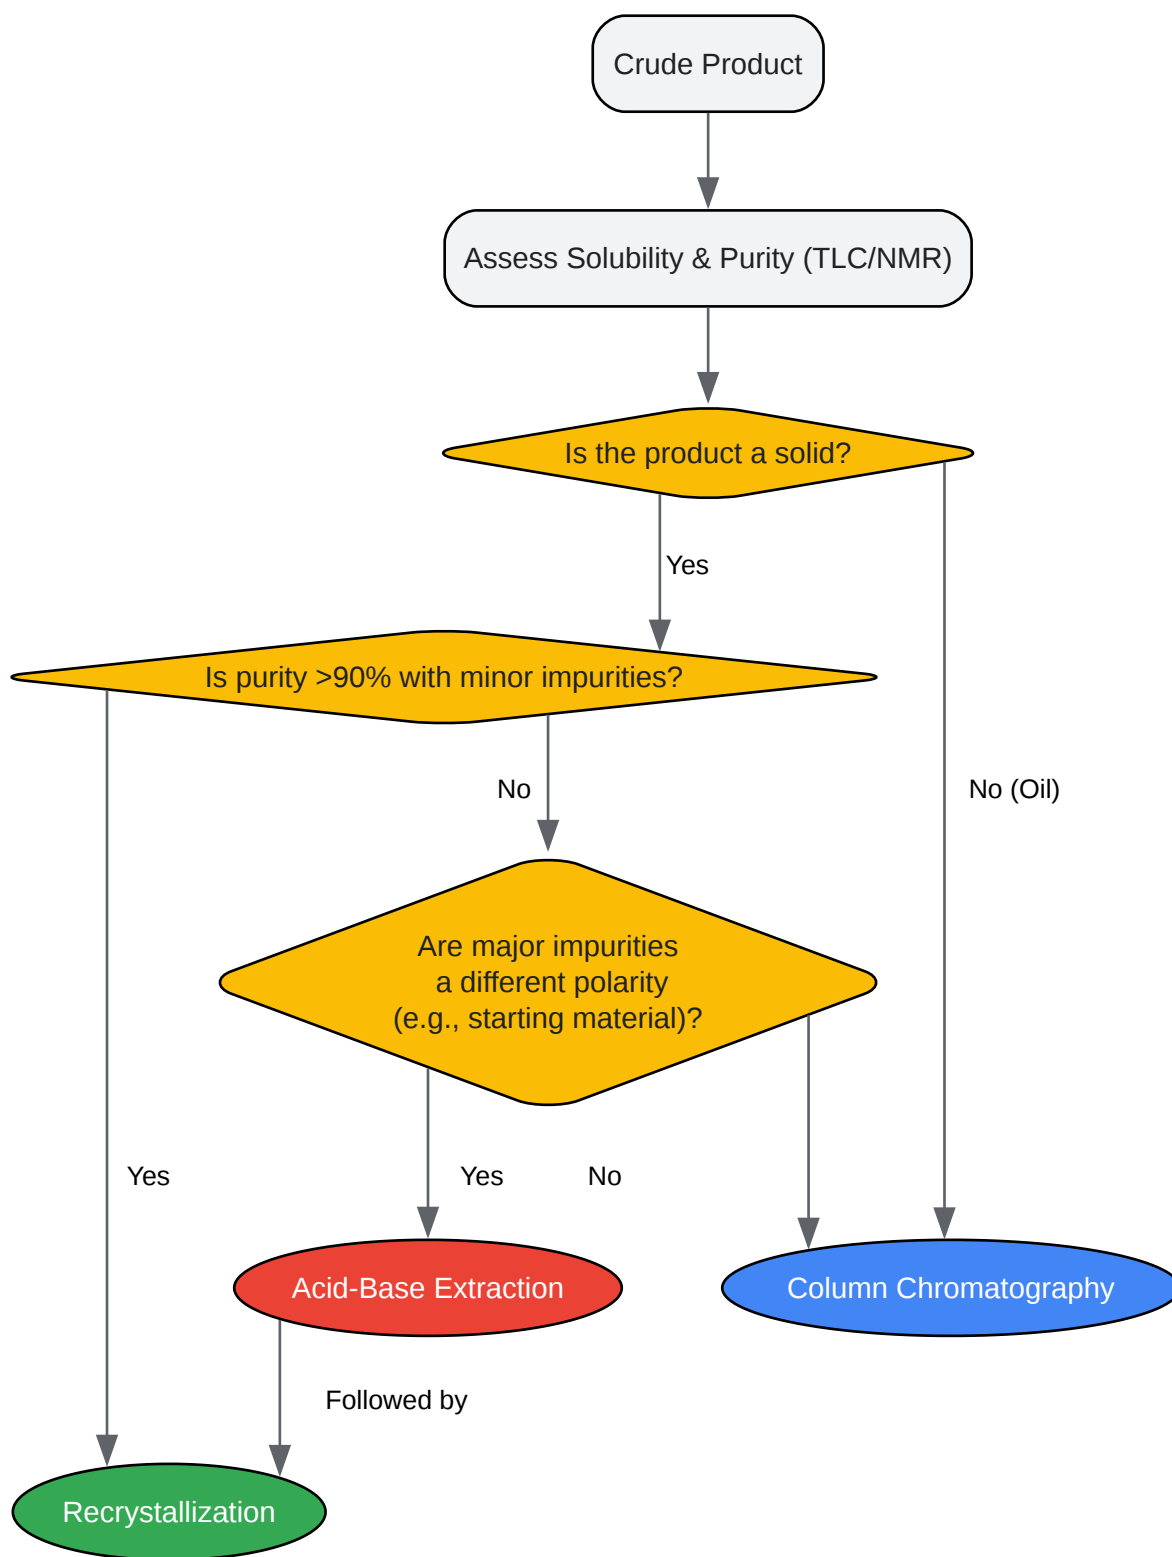 Crude Product
Assess Solubility & Purity (TLC/NMR)
Is the product a solid?
Yes
Is purity >90% with minor impurities?
No
No (Oil)
Are major impurities
a different polarity
(e.g., starting material)?
Yes
Yes
No
Acid-Base Extraction
Column Chromatography
Followed by
Recrystallization